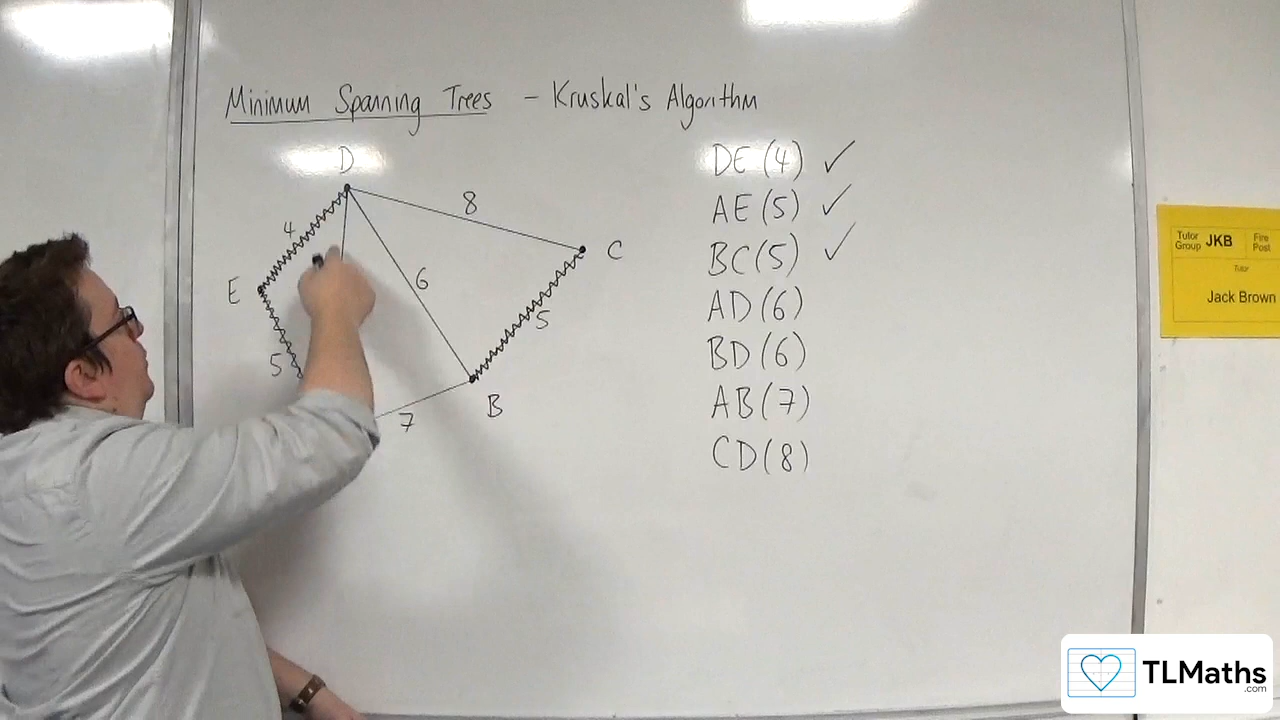 Minimum Spanning Trees - Kruskal's Algorithm
D
8
C
4
E
6
5
5
B
7
DE (4) ✓
AE (5) ✓
BC (5) ✓
AD (6)
BD (6)
AB (7)
CD (8)
Tutor Group JKB Fire Post
Tutor
Jack Brown
TLMaths
.com